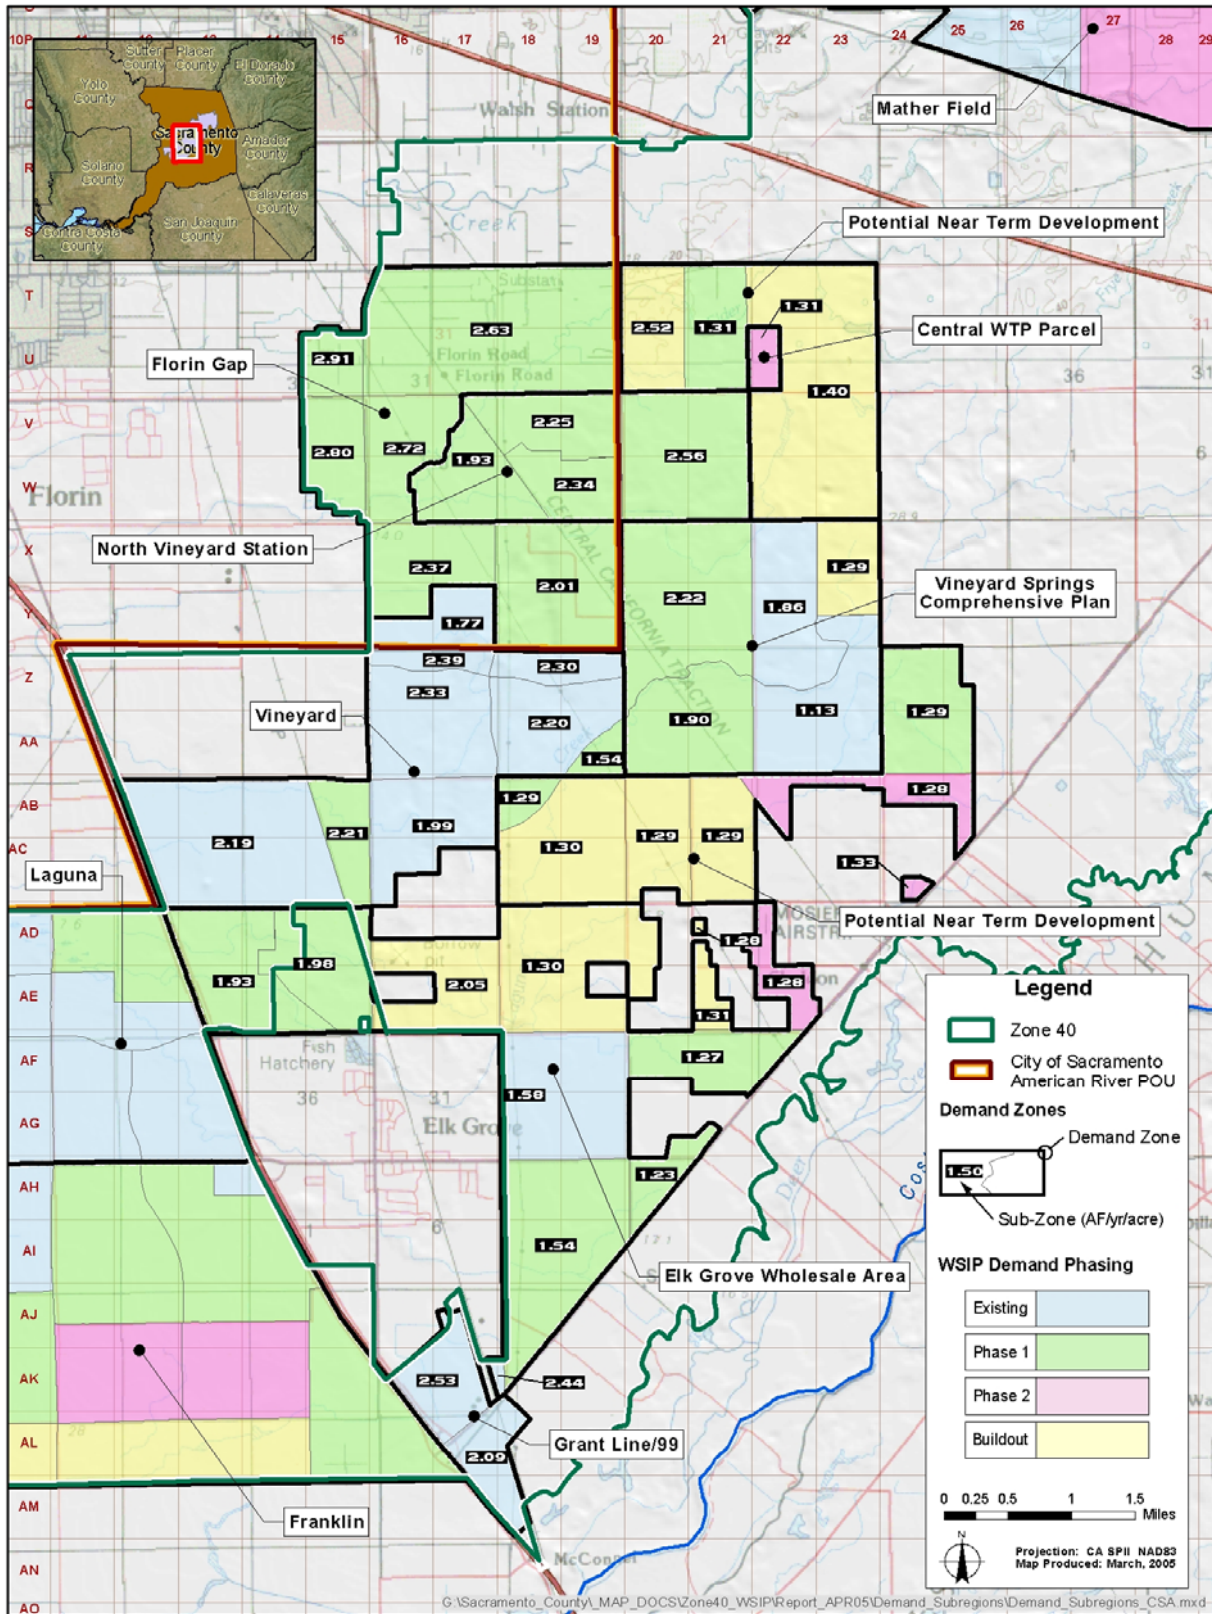 10P
15
16
17
18
19
20
21
22
23
24
25
26
27
28
29
R
S
T
U
V
W
X
Y
Z
AA
AB
AC
AD
AE
AF
AG
AH
AI
AJ
AK
AL
AM
AN
AO
Sutter
County
Placer
County
El Dorado
County
Yolo
County
Sacramento
County
Amador
County
Solano
County
Calaveras
County
Contra Costa
County
San Joaquin
County
Walsh Station
Mather Field
Creek
Potential Near Term Development
Central WTP Parcel
2.63
2.52
1.31
1.31
2.91
Florin Road
Florin Road
Florin Gap
31
31
36
1.40
2.25
2.80
2.72
1.93
2.56
2.34
Florin
North Vineyard Station
CENTRAL CALIFORNIA TRACTION
2.37
2.01
2.22
1.29
1.86
1.77
Vineyard Springs
Comprehensive Plan
2.39
2.30
2.33
Vineyard
2.20
1.90
1.13
1.29
1.54
1.29
1.28
2.19
2.21
1.99
1.30
1.29
1.29
1.33
Laguna
Potential Near Term Development
1.28
1.98
1.93
2.05
1.30
1.28
1.31
Fish
Hatchery
1.27
36
31
1.58
Elk Grove
1.23
1.54
Deer
Elk Grove Wholesale Area
2.53
2.44
Grant Line/99
2.09
Franklin
McConnel
Legend
Zone 40
City of Sacramento
American River POU
Demand Zones
Demand Zone
1.50
Sub-Zone (AF/yr/acre)
WSIP Demand Phasing
Existing
Phase 1
Phase 2
Buildout
0 0.25 0.5 1 1.5
Miles
N
Projection: CA SPII NAD83
Map Produced: March, 2005
G:\Sacramento_County\_MAP_DOCS\Zone40_WSIP\Report_APR05\Demand_Subregions\Demand_Subregions_CSA.mxd